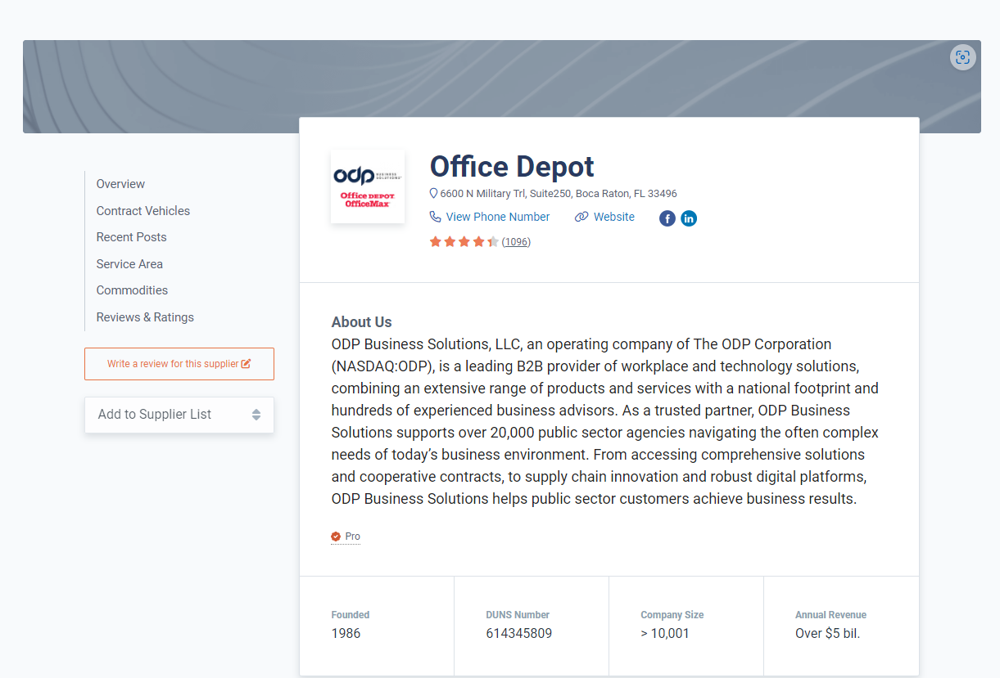 Overview
Contract Vehicles
Recent Posts
Service Area
Commodities
Reviews & Ratings
Write a review for this supplier
Add to Supplier List
odp BUSINESS SOLUTIONS
Office DEPOT
OfficeMax
Office Depot
6600 N Military Trl, Suite250, Boca Raton, FL 33496
View Phone Number Website
(1096)
About Us
ODP Business Solutions, LLC, an operating company of The ODP Corporation
(NASDAQ:ODP), is a leading B2B provider of workplace and technology solutions,
combining an extensive range of products and services with a national footprint and
hundreds of experienced business advisors. As a trusted partner, ODP Business
Solutions supports over 20,000 public sector agencies navigating the often complex
needs of today’s business environment. From accessing comprehensive solutions
and cooperative contracts, to supply chain innovation and robust digital platforms,
ODP Business Solutions helps public sector customers achieve business results.
Pro
Founded DUNS Number Company Size Annual Revenue
1986 614345809 > 10,001 Over $5 bil.